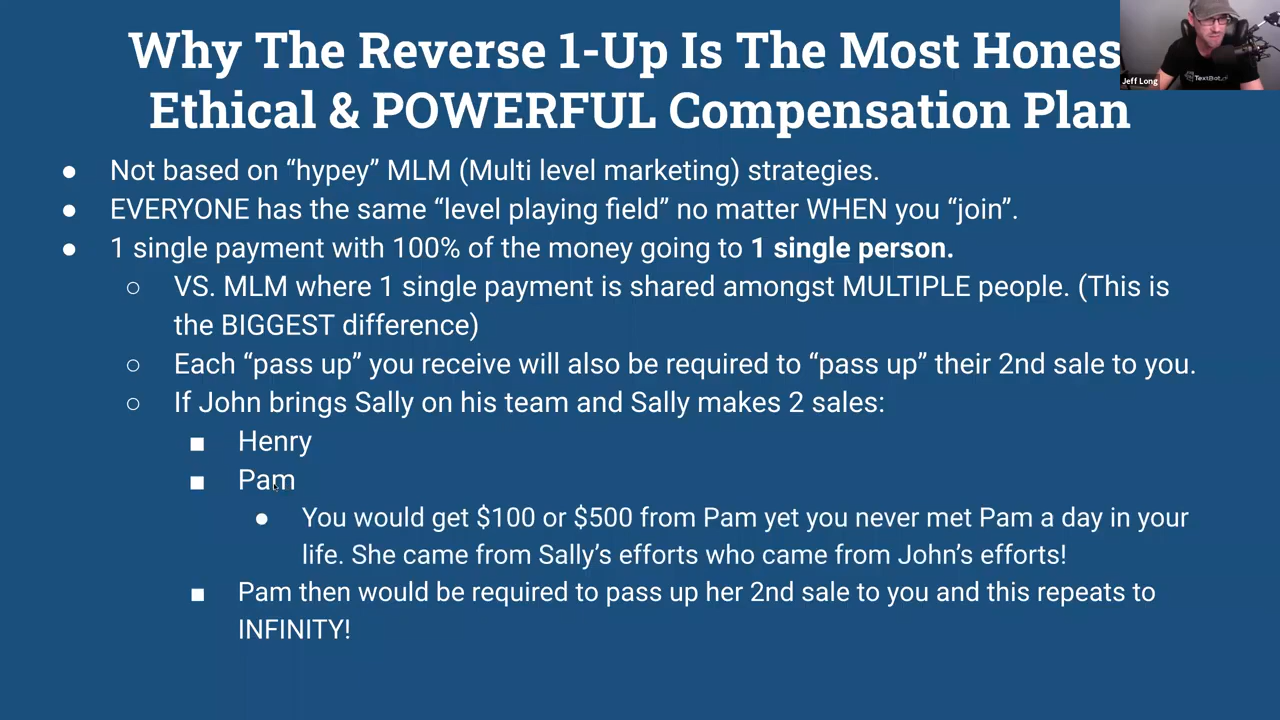 Why The Reverse 1-Up Is The Most Hones
Ethical & POWERFUL Compensation Plan
Jeff Long
TextBot
● Not based on “hypey” MLM (Multi level marketing) strategies.
● EVERYONE has the same “level playing field” no matter WHEN you “join”.
● 1 single payment with 100% of the money going to 1 single person.
○ VS. MLM where 1 single payment is shared amongst MULTIPLE people. (This is
the BIGGEST difference)
○ Each “pass up” you receive will also be required to “pass up” their 2nd sale to you.
○ If John brings Sally on his team and Sally makes 2 sales:
■ Henry
■ Pam
● You would get $100 or $500 from Pam yet you never met Pam a day in your
life. She came from Sally’s efforts who came from John’s efforts!
■ Pam then would be required to pass up her 2nd sale to you and this repeats to
INFINITY!